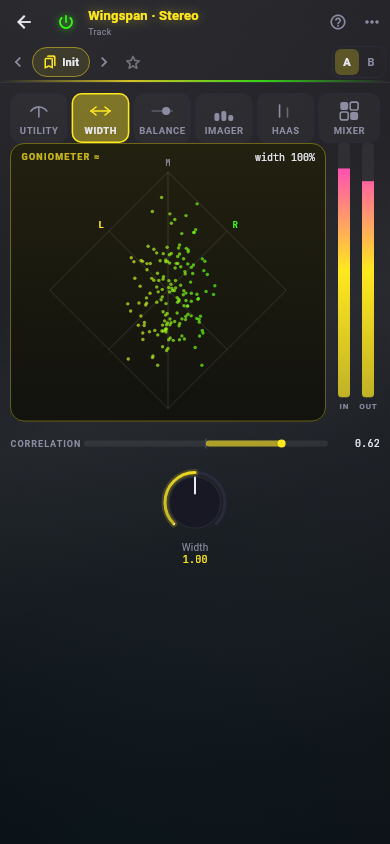 Wingspan · Stereo
Track
Init
A B
UTILITY WIDTH BALANCE IMAGER HAAS MIXER
GONIOMETER ≋ width 100%
M
L R
IN OUT
CORRELATION 0.62
Width
1.00